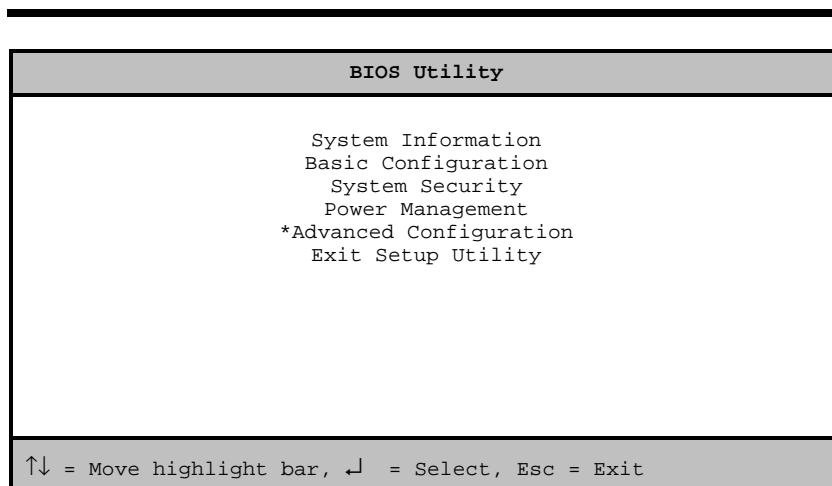 BIOS Utility
System Information
Basic Configuration
System Security
Power Management
*Advanced Configuration
Exit Setup Utility
↑↓ = Move highlight bar, ↵ = Select, Esc = Exit